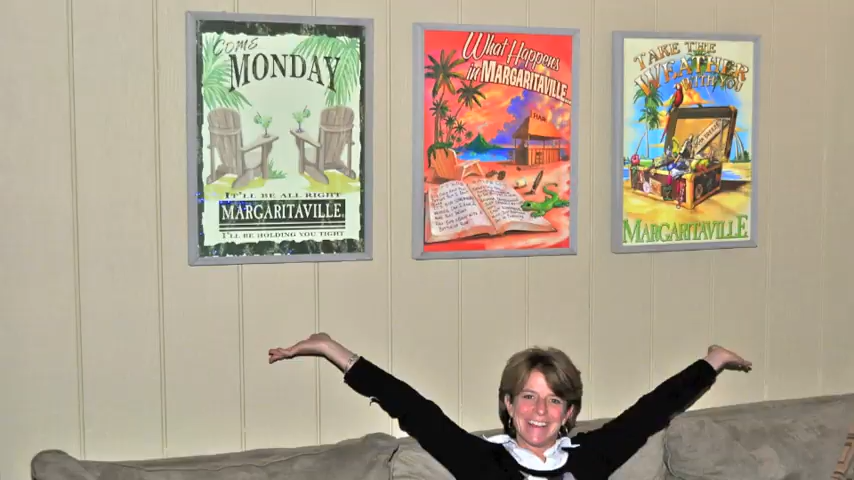 COME
MONDAY
IT'LL BE ALL RIGHT
MARGARITAVILLE
I'LL BE HOLDING YOU TIGHT
What Happens
in MARGARITAVILLE...
BAR
TAKE THE
WEATHER
WITH YOU
MARGARITAVILLE